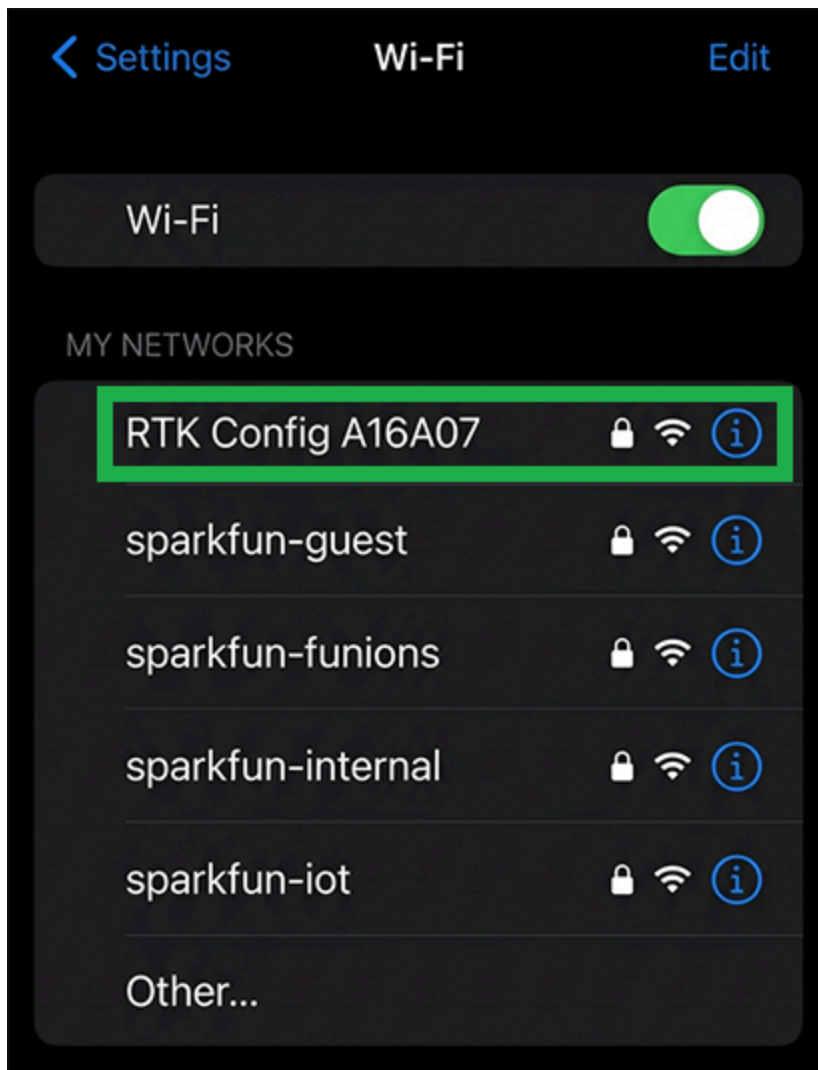 Settings Wi-Fi Edit
Wi-Fi
MY NETWORKS
RTK Config A16A07
sparkfun-guest
sparkfun-funions
sparkfun-internal
sparkfun-iot
Other...